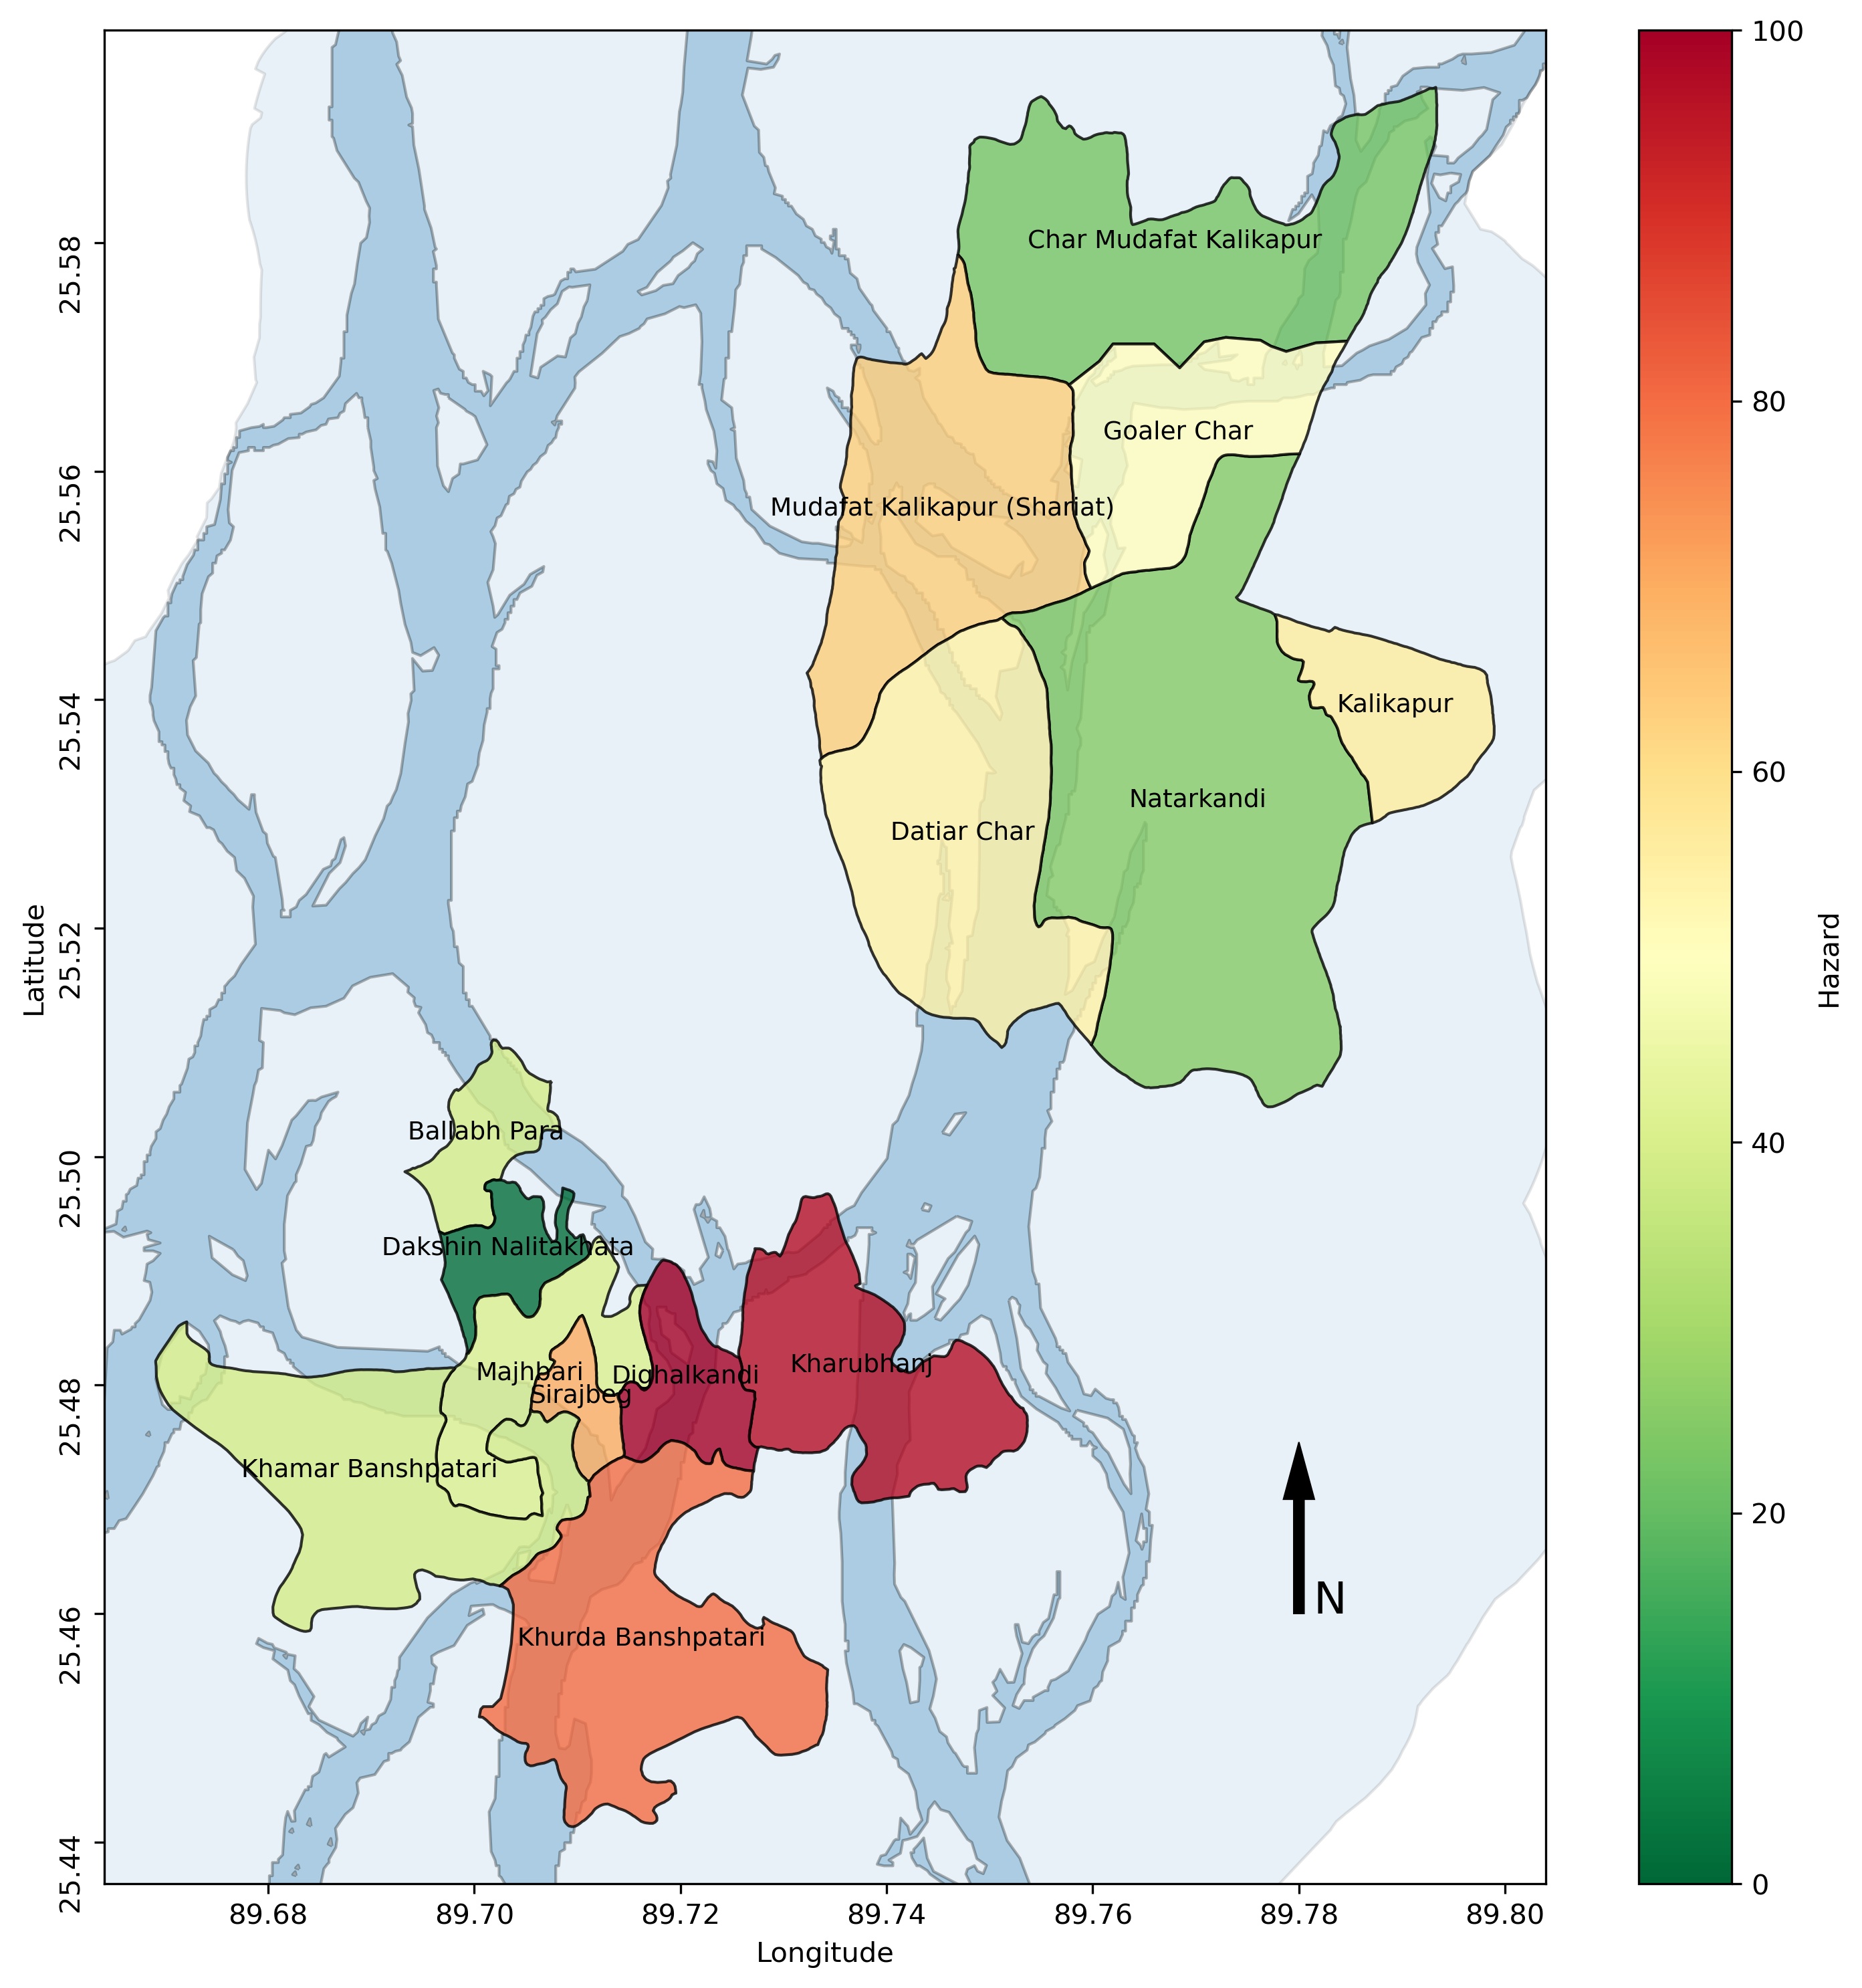 100
80
60
40
20
0
Hazard
Latitude
25.58
25.56
25.54
25.52
25.50
25.48
25.46
25.44
Char Mudafat Kalikapur
Goaler Char
Mudafat Kalikapur (Shariat)
Kalikapur
Natarkandi
Datiar Char
Ballabh Para
Dakshin Nalitakhata
Kharubhanj
Majhbari
Dighalkandi
Sirajbeg
Khamar Banshpatari
N
Khurda Banshpatari
89.68
89.70
89.72
89.74
89.76
89.78
89.80
Longitude